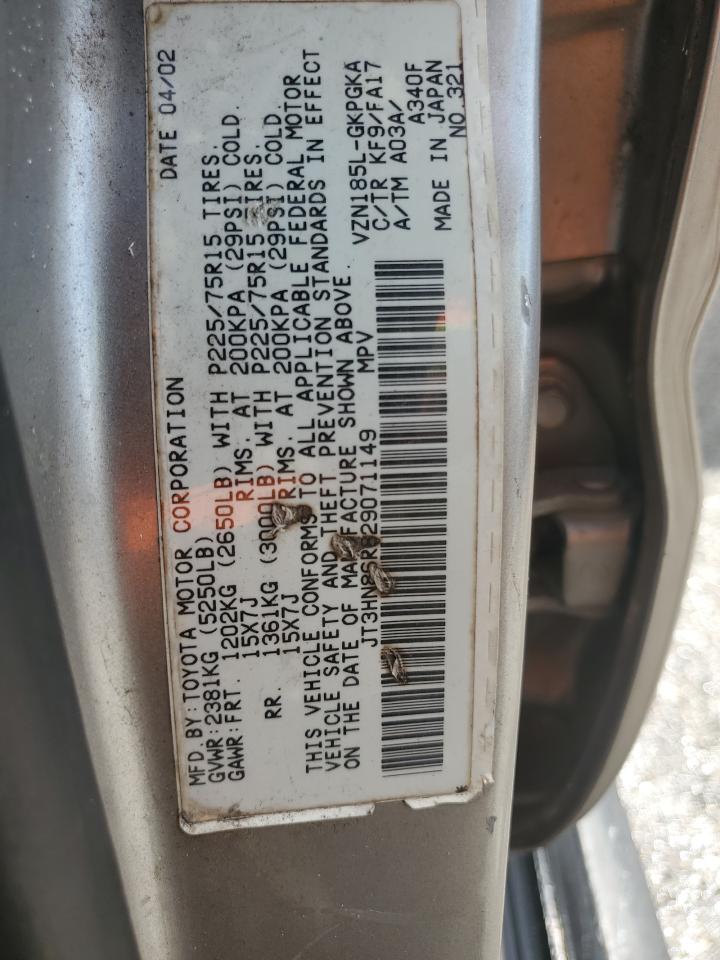 DATE 04/02
MFD.BY:TOYOTA MOTOR CORPORATION
GVWR:2381KG(5250LB)
GAWR:FRT. 1202KG (2650LB) WITH P225/75R15 TIRES.
15X7J RIMS. AT 200KPA (29PSI) COLD.
RR. 1361KG (3000LB) WITH P225/75R15 TIRES.
15X7J RIMS. AT 200KPA (29PSI) COLD.
THIS VEHICLE CONFORMS TO ALL APPLICABLE FEDERAL MOTOR
VEHICLE SAFETY AND THEFT PREVENTION STANDARDS IN EFFECT
ON THE DATE OF MANUFACTURE SHOWN ABOVE.
JT3HN86R829071149 MPV
VZN185L-GKPGKA
C/TR KF9/FA17
A/TM A03A/
A340F
MADE IN JAPAN
NO.321